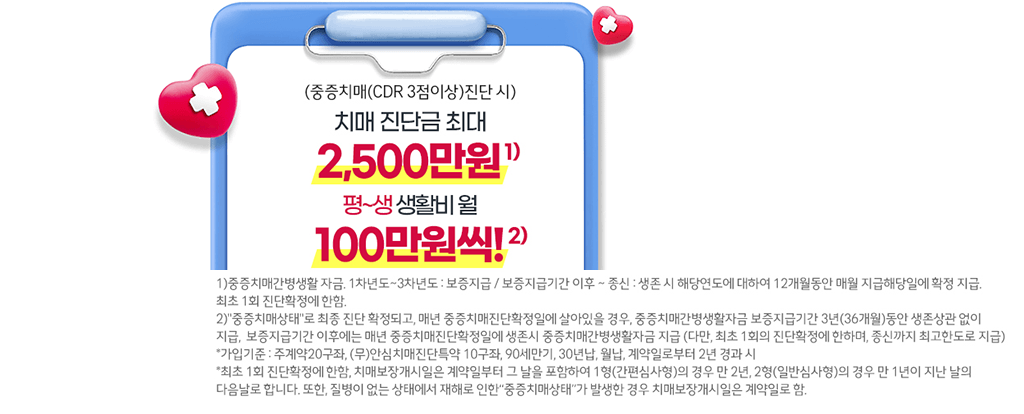 (중증치매(CDR 3점이상)진단 시)
치매 진단금 최대
2,500만원1)
평~생 생활비 월
100만원씩!2)
1)중증치매간병생활 자금. 1차년도~3차년도 : 보증지급 / 보증지급기간 이후 ~ 종신 : 생존 시 해당연도에 대하여 12개월동안 매월 지급해당일에 확정 지급.
최초 1회 진단확정에 한함.
2)"중증치매상태"로 최종 진단 확정되고, 매년 중증치매진단확정일에 살아있을 경우, 중증치매간병생활자금 보증지급기간 3년(36개월)동안 생존상관 없이
지급, 보증지급기간 이후에는 매년 중증치매진단확정일에 생존시 중증치매간병생활자금 지급 (다만, 최초 1회의 진단확정에 한하며, 종신까지 최고한도로 지급)
*가입기준 : 주계약20구좌, (무)안심치매진단특약 10구좌, 90세만기, 30년납, 월납, 계약일로부터 2년 경과 시
*최초 1회 진단확정에 한함, 치매보장개시일은 계약일부터 그 날을 포함하여 1형(간편심사형)의 경우 만 2년, 2형(일반심사형)의 경우 만 1년이 지난 날의
다음날로 합니다. 또한, 질병이 없는 상태에서 재해로 인한"중증치매상태"가 발생한 경우 치매보장개시일은 계약일로 함.